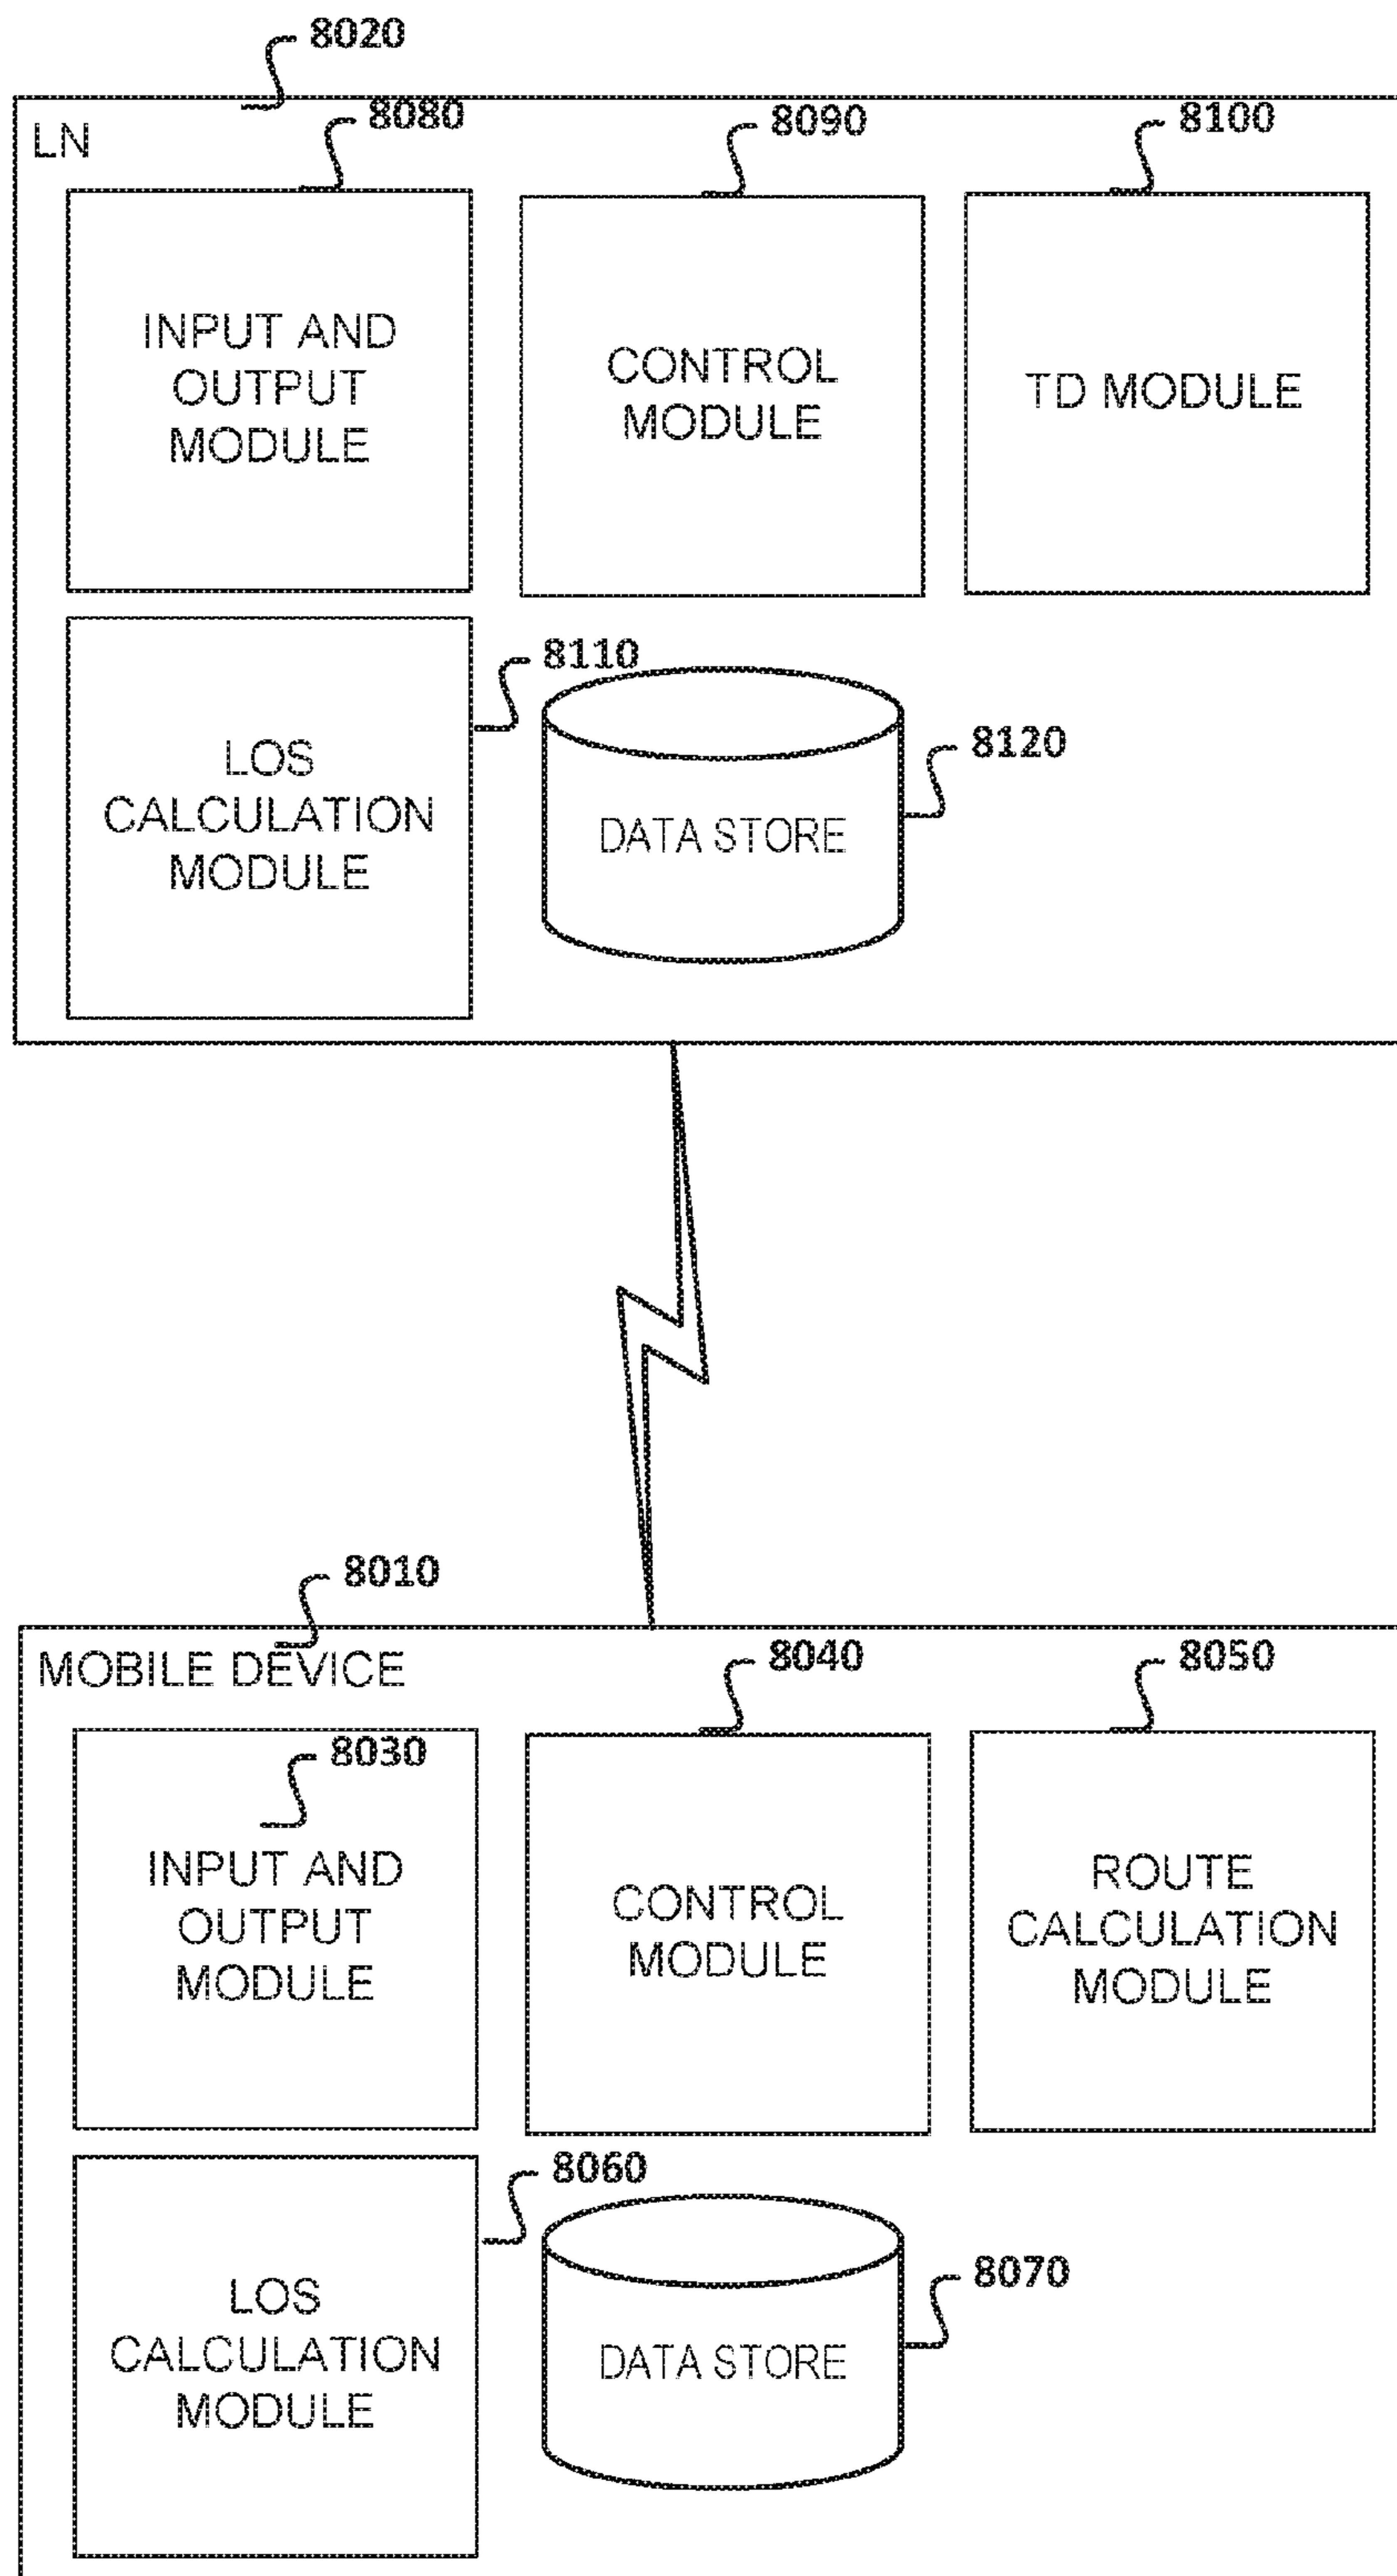 8020
LN
8080
8090
8100
INPUT AND
OUTPUT
MODULE
CONTROL
MODULE
TD MODULE
8110
LOS
CALCULATION
MODULE
8120
DATA STORE
8010
MOBILE DEVICE
8040
8050
8030
INPUT AND
OUTPUT
MODULE
CONTROL
MODULE
ROUTE
CALCULATION
MODULE
8060
LOS
CALCULATION
MODULE
8070
DATA STORE